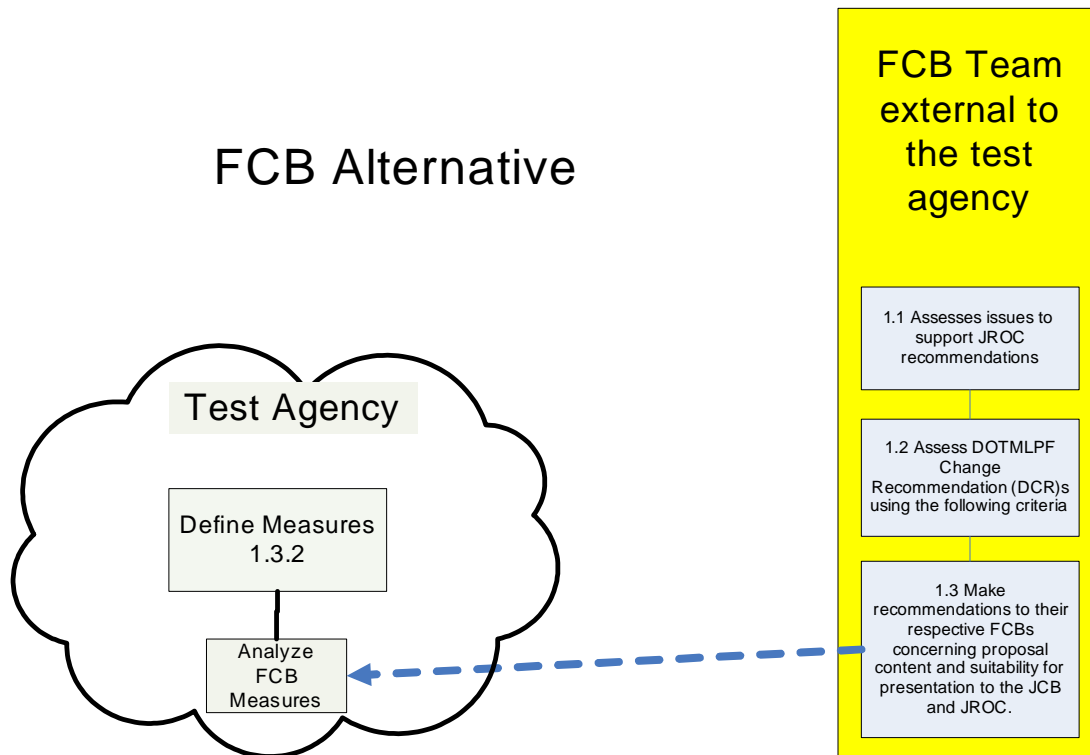 FCB Alternative
Test Agency
Define Measures
1.3.2
Analyze
FCB
Measures
FCB Team
external to
the test
agency
1.1 Assesses issues to
support JROC
recommendations
1.2 Assess DOTMLPF
Change
Recommendation (DCR)s
using the following criteria
1.3 Make
recommendations to their
respective FCBs
concerning proposal
content and suitability for
presentation to the JCB
and JROC.